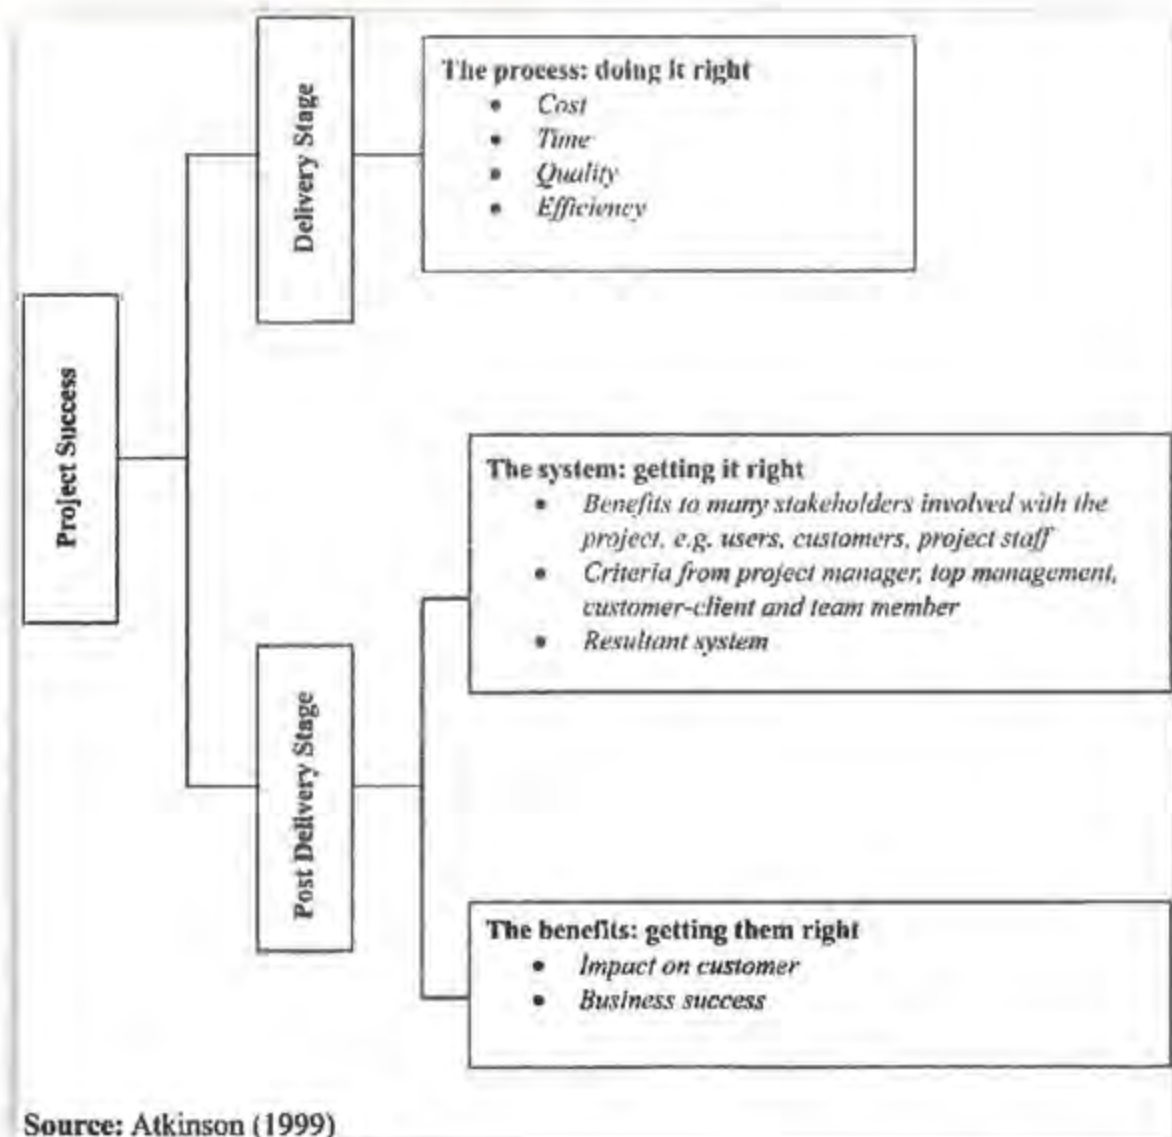 Project Success
Delivery Stage
The process: doing it right
• Cost
• Time
• Quality
• Efficiency
Post Delivery Stage
The system: getting it right
• Benefits to many stakeholders involved with the
project, e.g. users, customers, project staff
• Criteria from project manager, top management,
customer-client and team member
• Resultant system
The benefits: getting them right
• Impact on customer
• Business success
Source: Atkinson (1999)